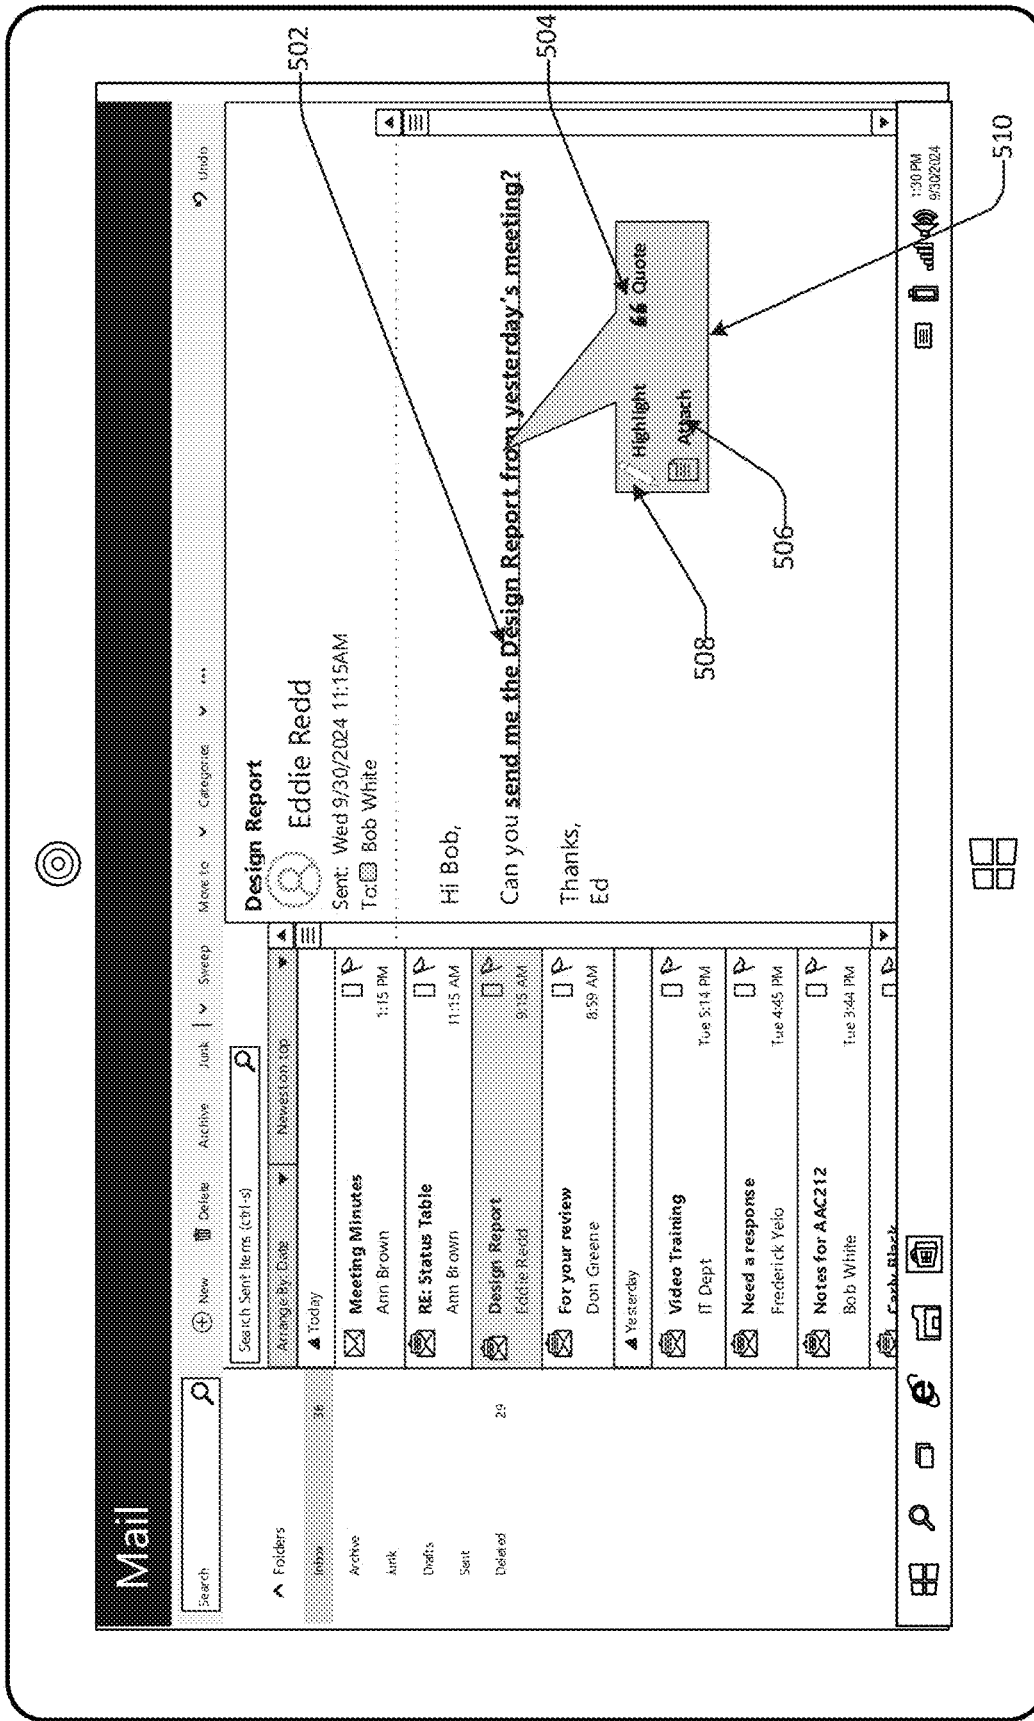 Mail
Search
New Delete Archive Junk Sweep Move to Categories ... Undo
Folders
Inbox 36
Archive
Junk
Drafts
Sent
Deleted 29
Search Sent Items (ctrl-s)
Arrange By Date Newest on top
Today
Meeting Minutes
Ann Brown 1:15 PM
RE: Status Table
Ann Brown 11:15 AM
Design Report
Eddie Redd 9:15 AM
For your review
Don Greene 8:59 AM
Yesterday
Video Training
IT Dept Tue 5:14 PM
Need a response
Frederick Yelo Tue 4:45 PM
Notes for AAC212
Bob White Tue 3:44 PM
Design Report
Eddie Redd
Sent: Wed 9/30/2024 11:15AM
To: Bob White
Hi Bob,
Can you send me the Design Report from yesterday's meeting?
Thanks,
Ed
Highlight Quote
Attach
502
504
506
508
510
1:30 PM
9/30/2024